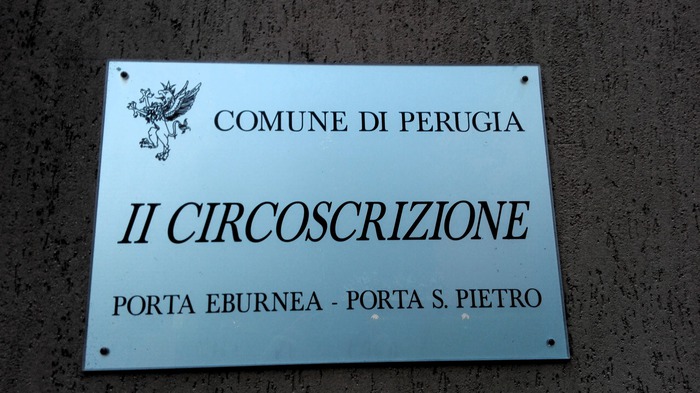 COMUNE DI PERUGIA
II CIRCOSCRIZIONE
PORTA EBURNEA - PORTA S. PIETRO